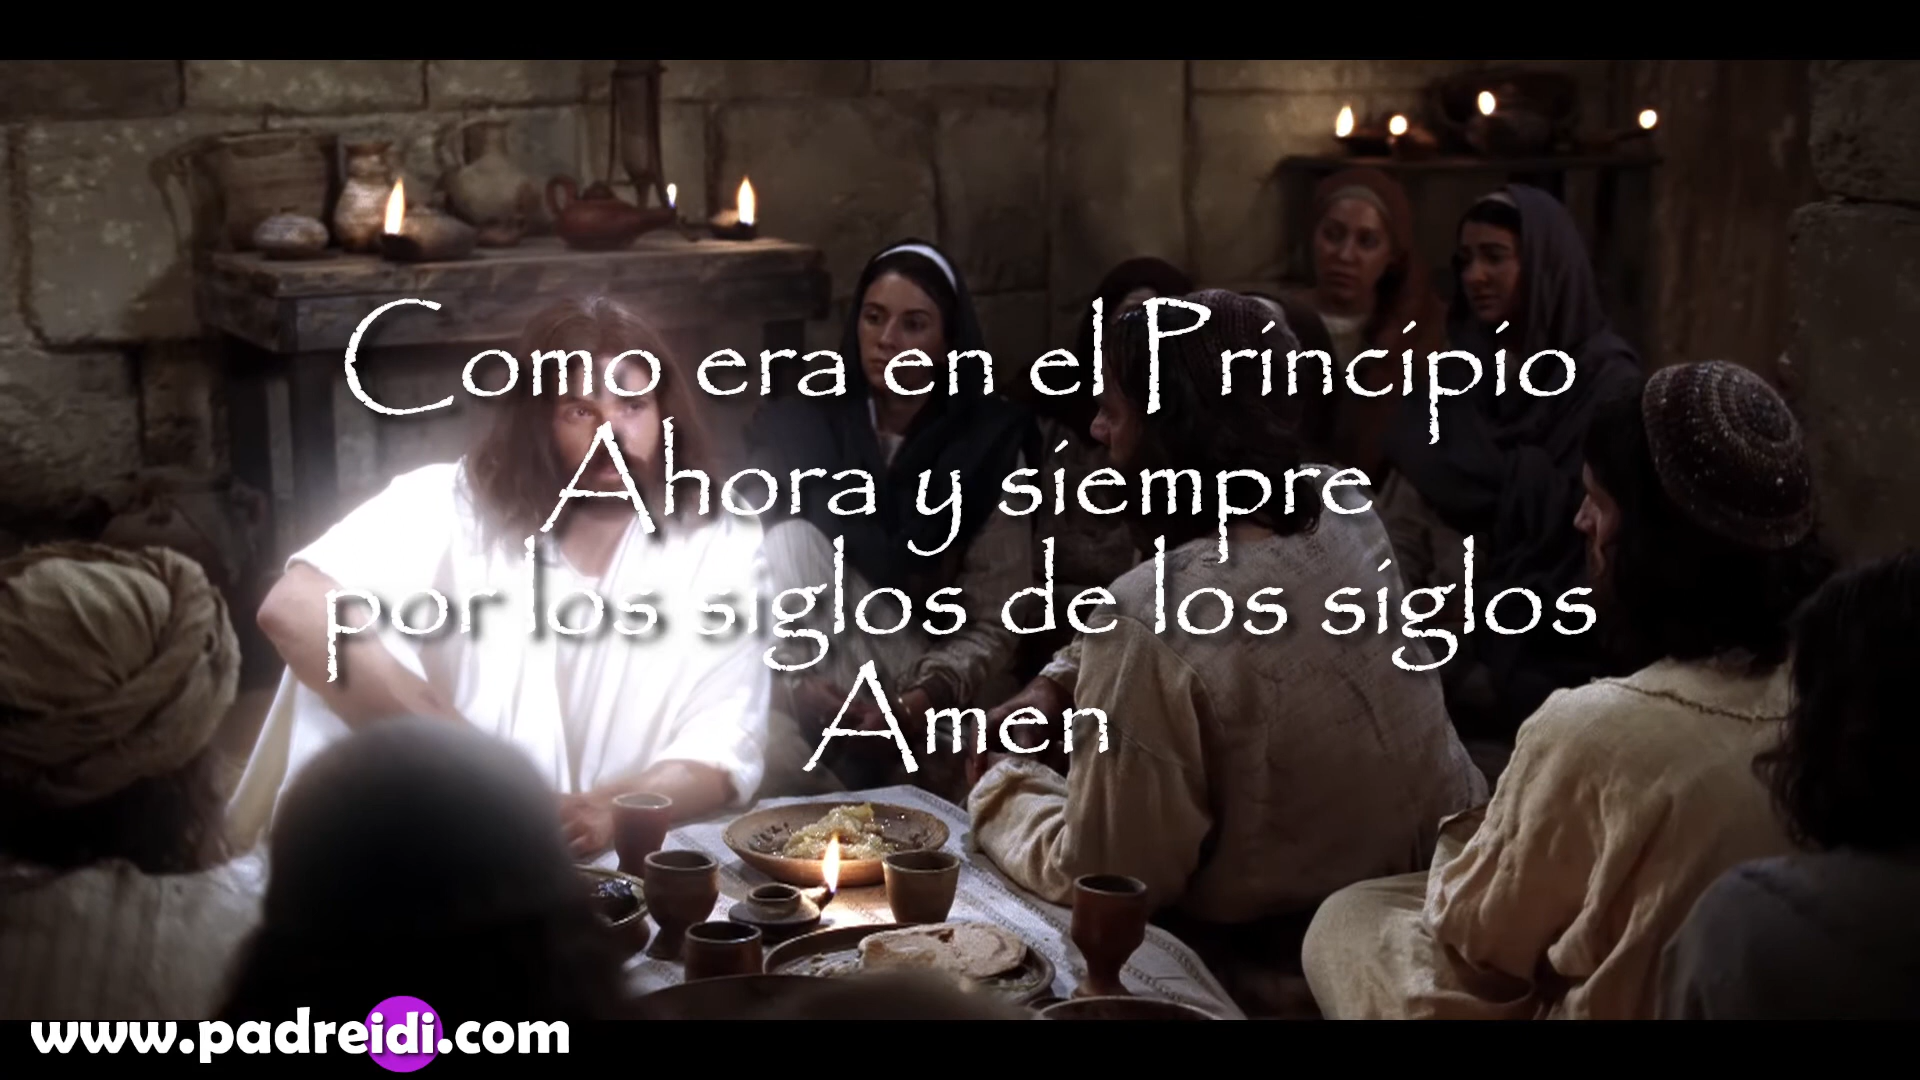 Como era en el Principio
Ahora y siempre
por los siglos de los siglos
Amen
www.padreidi.com